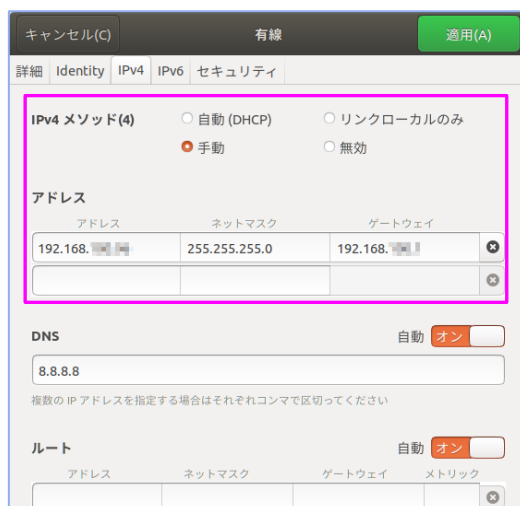 キャンセル(C) 有線 適用(A)
詳細 Identity IPv4 IPv6 セキュリティ
IPv4 メソッド(4) 自動 (DHCP) リンクローカルのみ
手動 無効
アドレス
アドレス ネットマスク ゲートウェイ
192.168. 255.255.255.0 192.168.
DNS 自動 オン
8.8.8.8
複数の IP アドレスを指定する場合はそれぞれコンマで区切ってください
ルート 自動 オン
アドレス ネットマスク ゲートウェイ メトリック